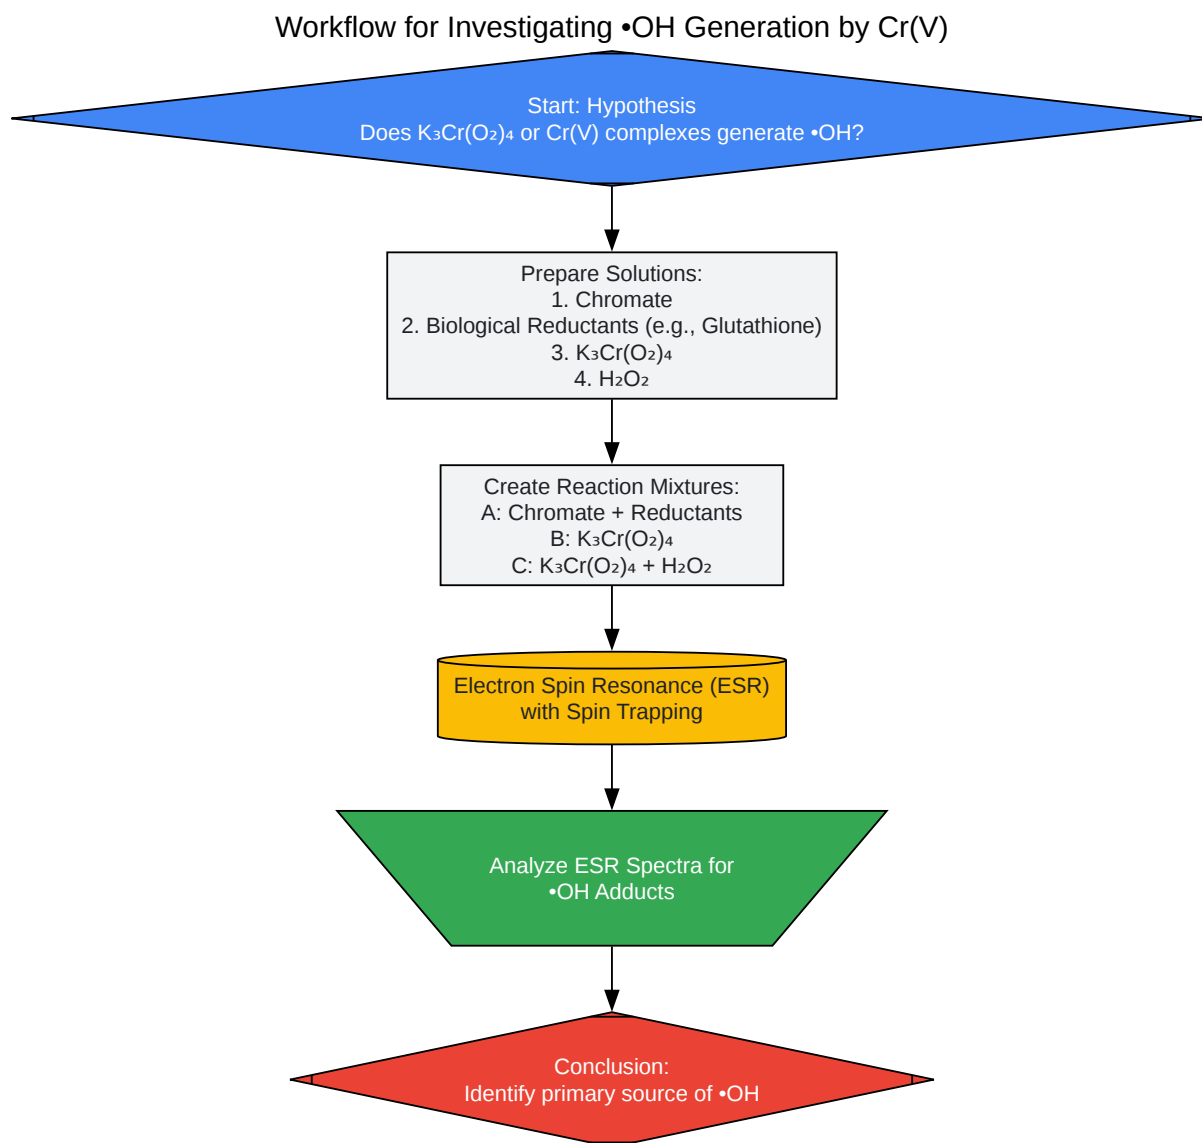 Workflow for Investigating •OH Generation by Cr(V)
Start: Hypothesis
Does K₃Cr(O₂)₄ or Cr(V) complexes generate •OH?
Prepare Solutions:
1. Chromate
2. Biological Reductants (e.g., Glutathione)
3. K₃Cr(O₂)₄
4. H₂O₂
Create Reaction Mixtures:
A: Chromate + Reductants
B: K₃Cr(O₂)₄
C: K₃Cr(O₂)₄ + H₂O₂
Electron Spin Resonance (ESR)
with Spin Trapping
Analyze ESR Spectra for
•OH Adducts
Conclusion:
Identify primary source of •OH